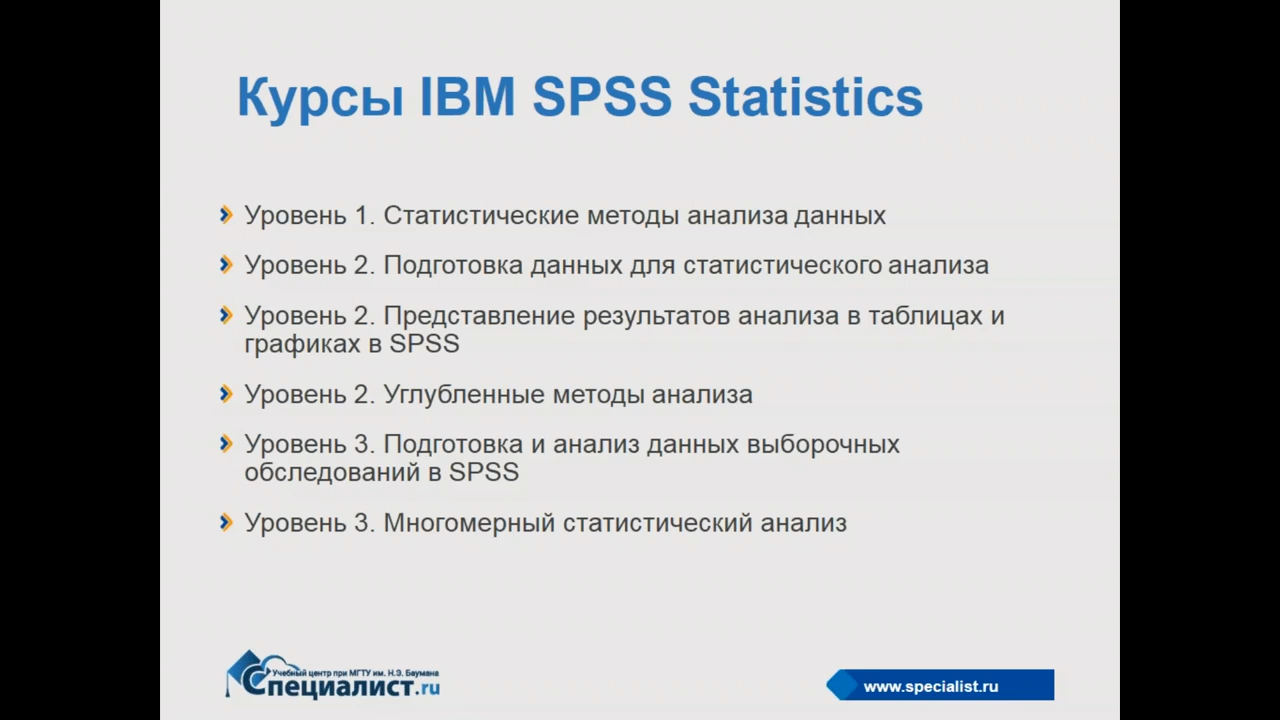 Курсы IBM SPSS Statistics
Уровень 1. Статистические методы анализа данных
Уровень 2. Подготовка данных для статистического анализа
Уровень 2. Представление результатов анализа в таблицах и
графиках в SPSS
Уровень 2. Углубленные методы анализа
Уровень 3. Подготовка и анализ данных выборочных
обследований в SPSS
Уровень 3. Многомерный статистический анализ
Учебный центр при МГТУ им. Н.Э. Баумана
Специалист.ru
www.specialist.ru